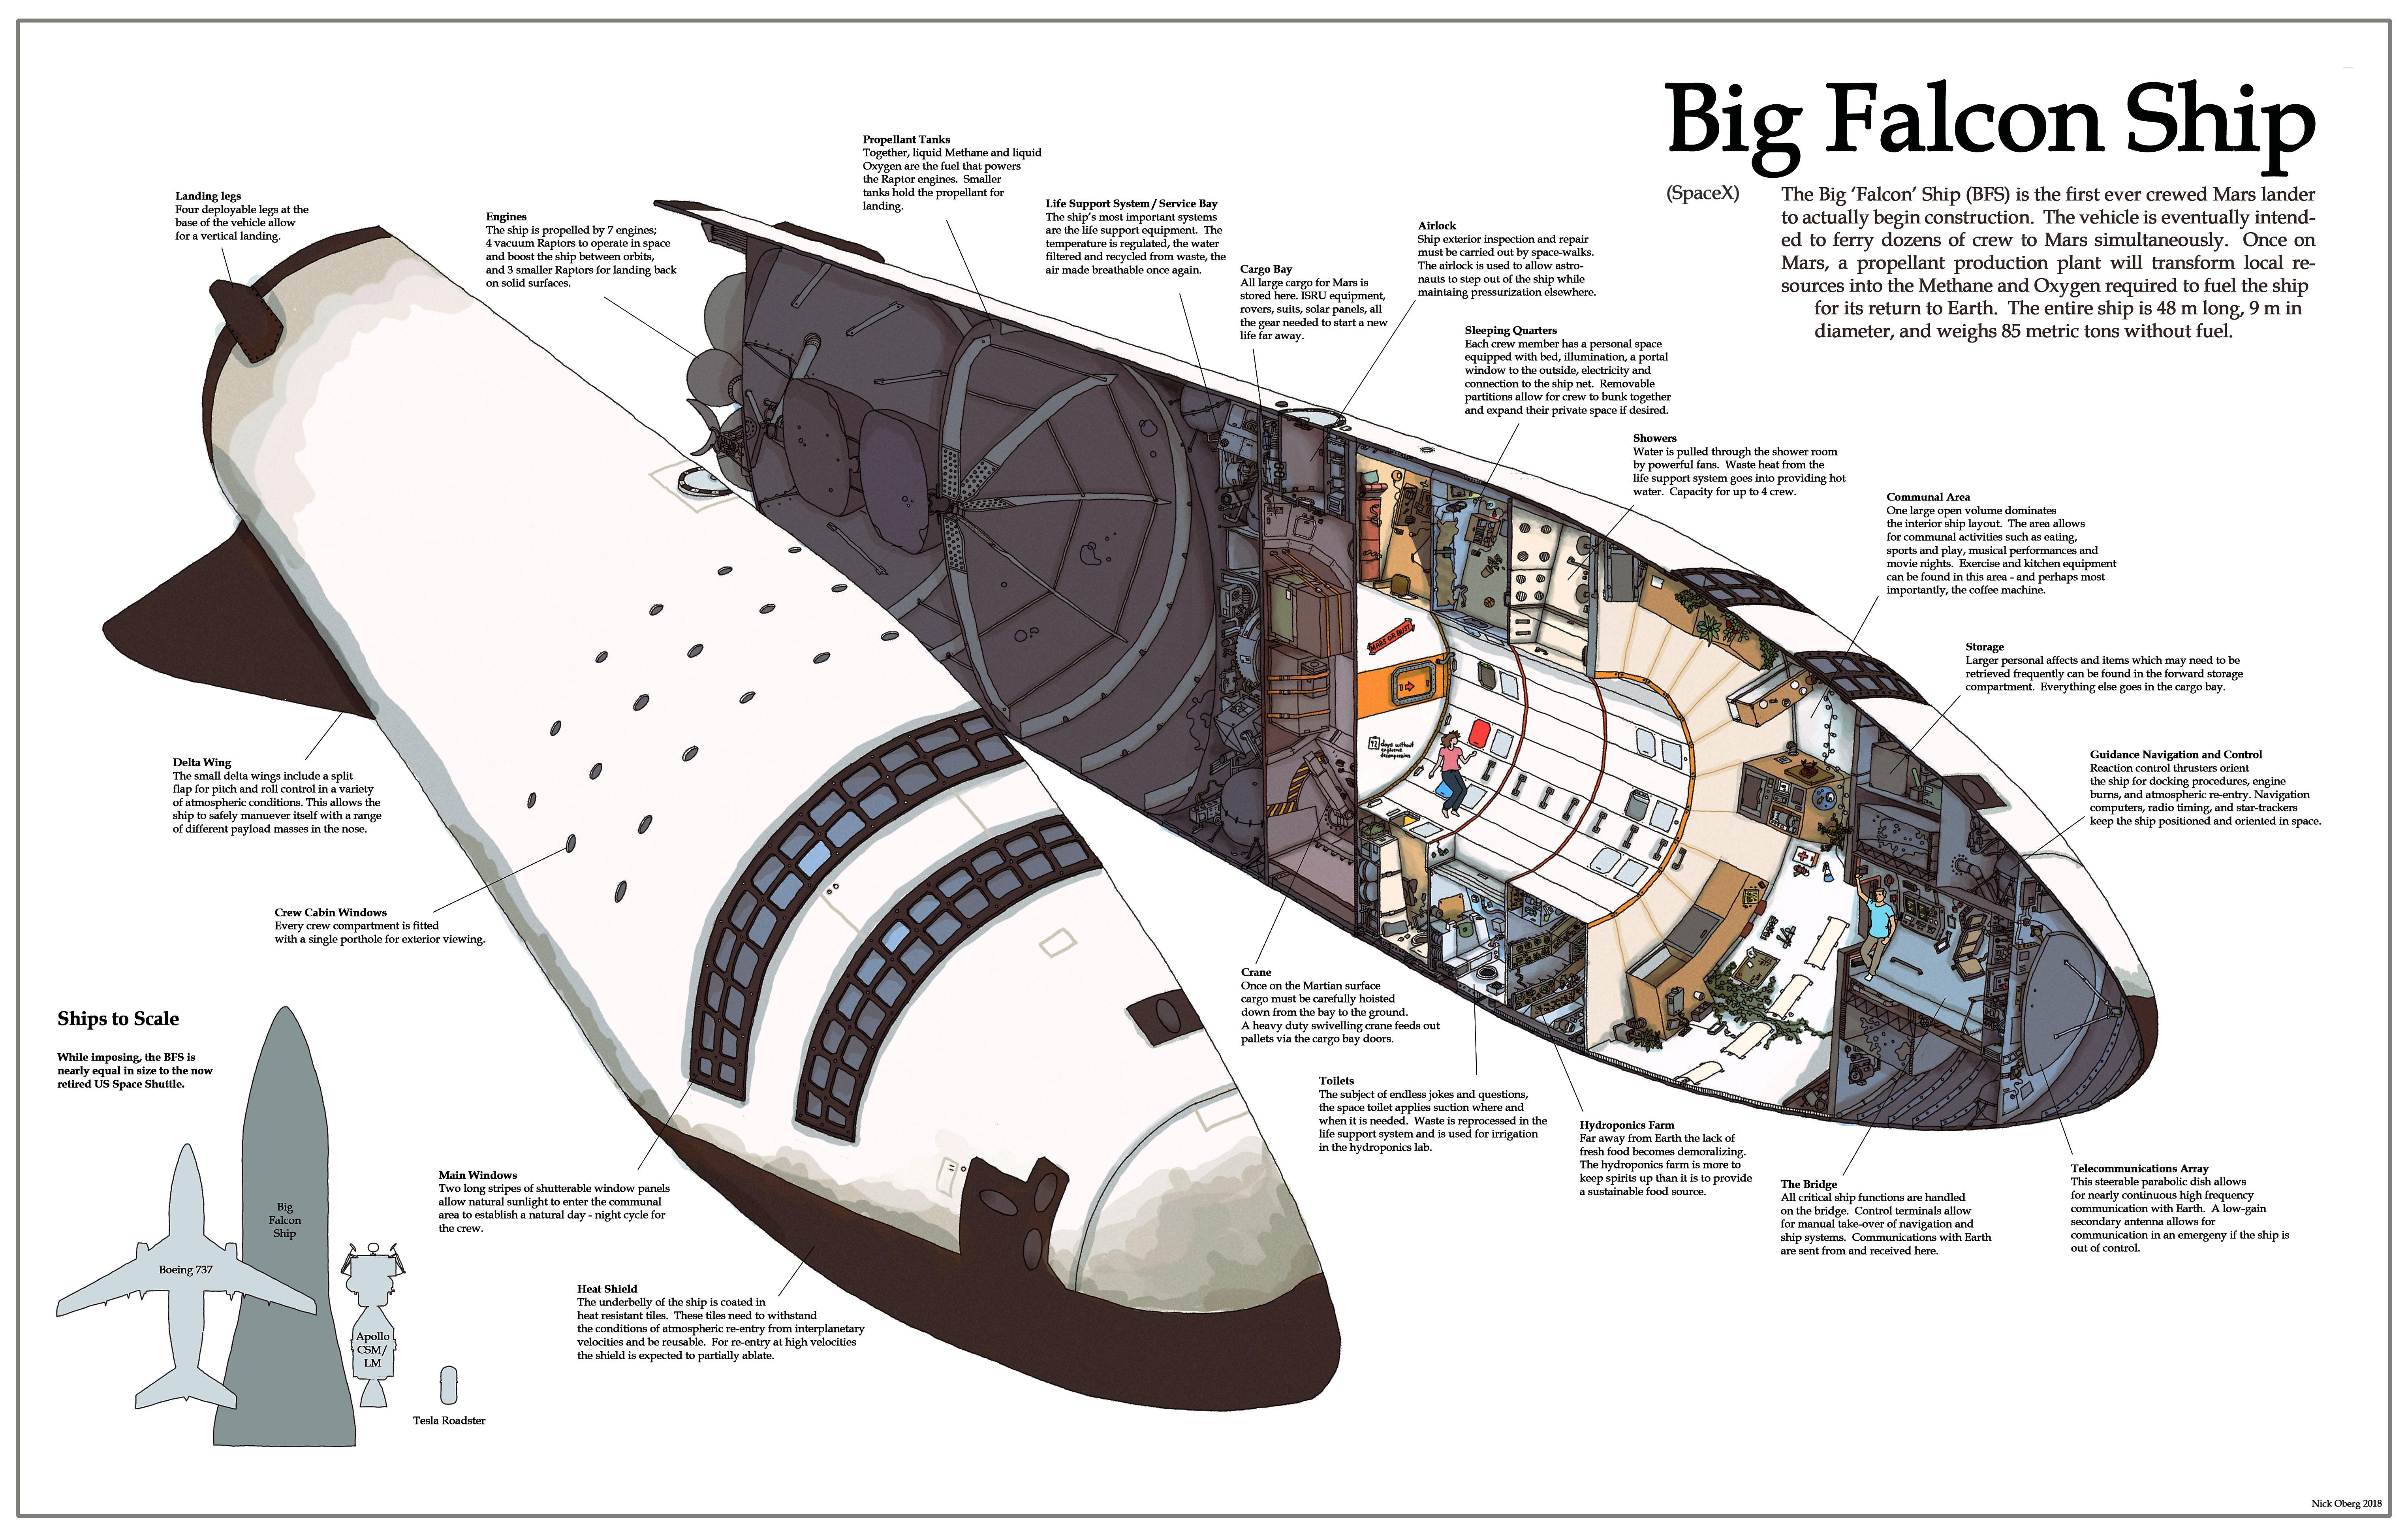 Big Falcon Ship
(SpaceX)
The Big ‘Falcon’ Ship (BFS) is the first ever crewed Mars lander
to actually begin construction. The vehicle is eventually intend-
ed to ferry dozens of crew to Mars simultaneously. Once on
Mars, a propellant production plant will transform local re-
sources into the Methane and Oxygen required to fuel the ship
for its return to Earth. The entire ship is 48 m long, 9 m in
diameter, and weighs 85 metric tons without fuel.
Landing legs
Four deployable legs at the
base of the vehicle allow
for a vertical landing.
Engines
The ship is propelled by 7 engines;
4 vacuum Raptors to operate in space
and boost the ship between orbits,
and 3 smaller Raptors for landing back
on solid surfaces.
Propellant Tanks
Together, liquid Methane and liquid
Oxygen are the fuel that powers
the Raptor engines. Smaller
tanks hold the propellant for
landing.
Life Support System / Service Bay
The ship's most important systems
are the life support equipment. The
temperature is regulated, the water
filtered and recycled from waste, the
air made breathable once again.
Cargo Bay
All large cargo for Mars is
stored here. ISRU equipment,
rovers, suits, solar panels, all
the gear needed to start a new
life far away.
Airlock
Ship exterior inspection and repair
must be carried out by space-walks.
The airlock is used to allow astro-
nauts to step out of the ship while
maintaing pressurization elsewhere.
Sleeping Quarters
Each crew member has a personal space
equipped with bed, illumination, a portal
window to the outside, electricity and
connection to the ship net. Removable
partitions allow for crew to bunk together
and expand their private space if desired.
Showers
Water is pulled through the shower room
by powerful fans. Waste heat from the
life support system goes into providing hot
water. Capacity for up to 4 crew.
Communal Area
One large open volume dominates
the interior ship layout. The area allows
for communal activities such as eating,
sports and play, musical performances and
movie nights. Exercise and kitchen equipment
can be found in this area - and perhaps most
importantly, the coffee machine.
Storage
Larger personal affects and items which may need to be
retrieved frequently can be found in the forward storage
compartment. Everything else goes in the cargo bay.
Guidance Navigation and Control
Reaction control thrusters orient
the ship for docking procedures, engine
burns, and atmospheric re-entry. Navigation
computers, radio timing, and star-trackers
keep the ship positioned and oriented in space.
MARS OR BUST!
days without
explosive
decompression
Delta Wing
The small delta wings include a split
flap for pitch and roll control in a variety
of atmospheric conditions. This allows the
ship to safely manuever itself with a range
of different payload masses in the nose.
Crew Cabin Windows
Every crew compartment is fitted
with a single porthole for exterior viewing.
Crane
Once on the Martian surface
cargo must be carefully hoisted
down from the bay to the ground.
A heavy duty swivelling crane feeds out
pallets via the cargo bay doors.
Toilets
The subject of endless jokes and questions,
the space toilet applies suction where and
when it is needed. Waste is reprocessed in the
life support system and is used for irrigation
in the hydroponics lab.
Hydroponics Farm
Far away from Earth the lack of
fresh food becomes demoralizing.
The hydroponics farm is more to
keep spirits up than it is to provide
a sustainable food source.
The Bridge
All critical ship functions are handled
on the bridge. Control terminals allow
for manual take-over of navigation and
ship systems. Communications with Earth
are sent from and received here.
Telecommunications Array
This steerable parabolic dish allows
for nearly continuous high frequency
communication with Earth. A low-gain
secondary antenna allows for
communication in an emergeny if the ship is
out of control.
Main Windows
Two long stripes of shutterable window panels
allow natural sunlight to enter the communal
area to establish a natural day - night cycle for
the crew.
Heat Shield
The underbelly of the ship is coated in
heat resistant tiles. These tiles need to withstand
the conditions of atmospheric re-entry from interplanetary
velocities and be reusable. For re-entry at high velocities
the shield is expected to partially ablate.
Ships to Scale
While imposing, the BFS is
nearly equal in size to the now
retired US Space Shuttle.
Big
Falcon
Ship
Boeing 737
Apollo
CSM/
LM
Tesla Roadster
Nick Oberg 2018